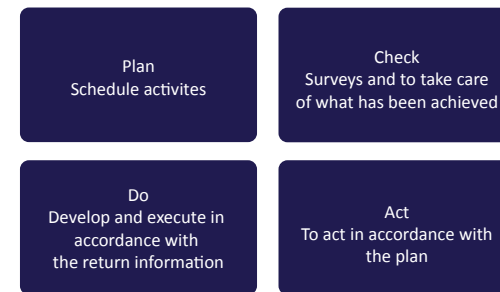 Plan
Schedule activites
Check
Surveys and to take care
of what has been achieved
Do
Develop and execute in
accordance with
the return information
Act
To act in accordance with
the plan